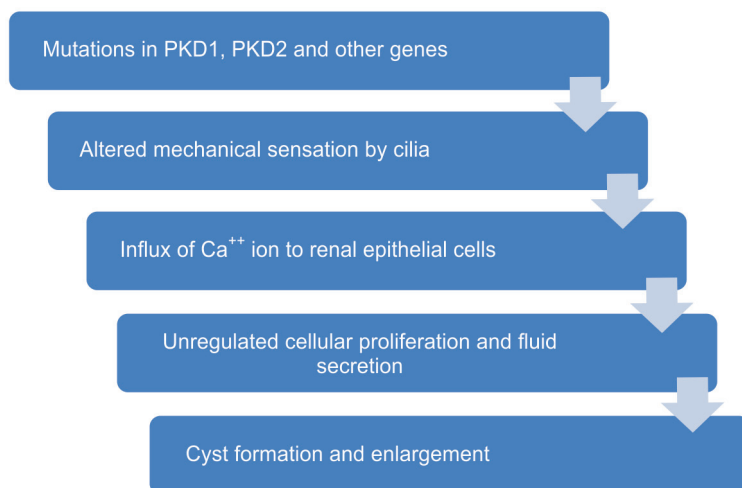 Mutations in PKD1, PKD2 and other genes
Altered mechanical sensation by cilia
Influx of Ca⁺⁺ ion to renal epithelial cells
Unregulated cellular proliferation and fluid
secretion
Cyst formation and enlargement